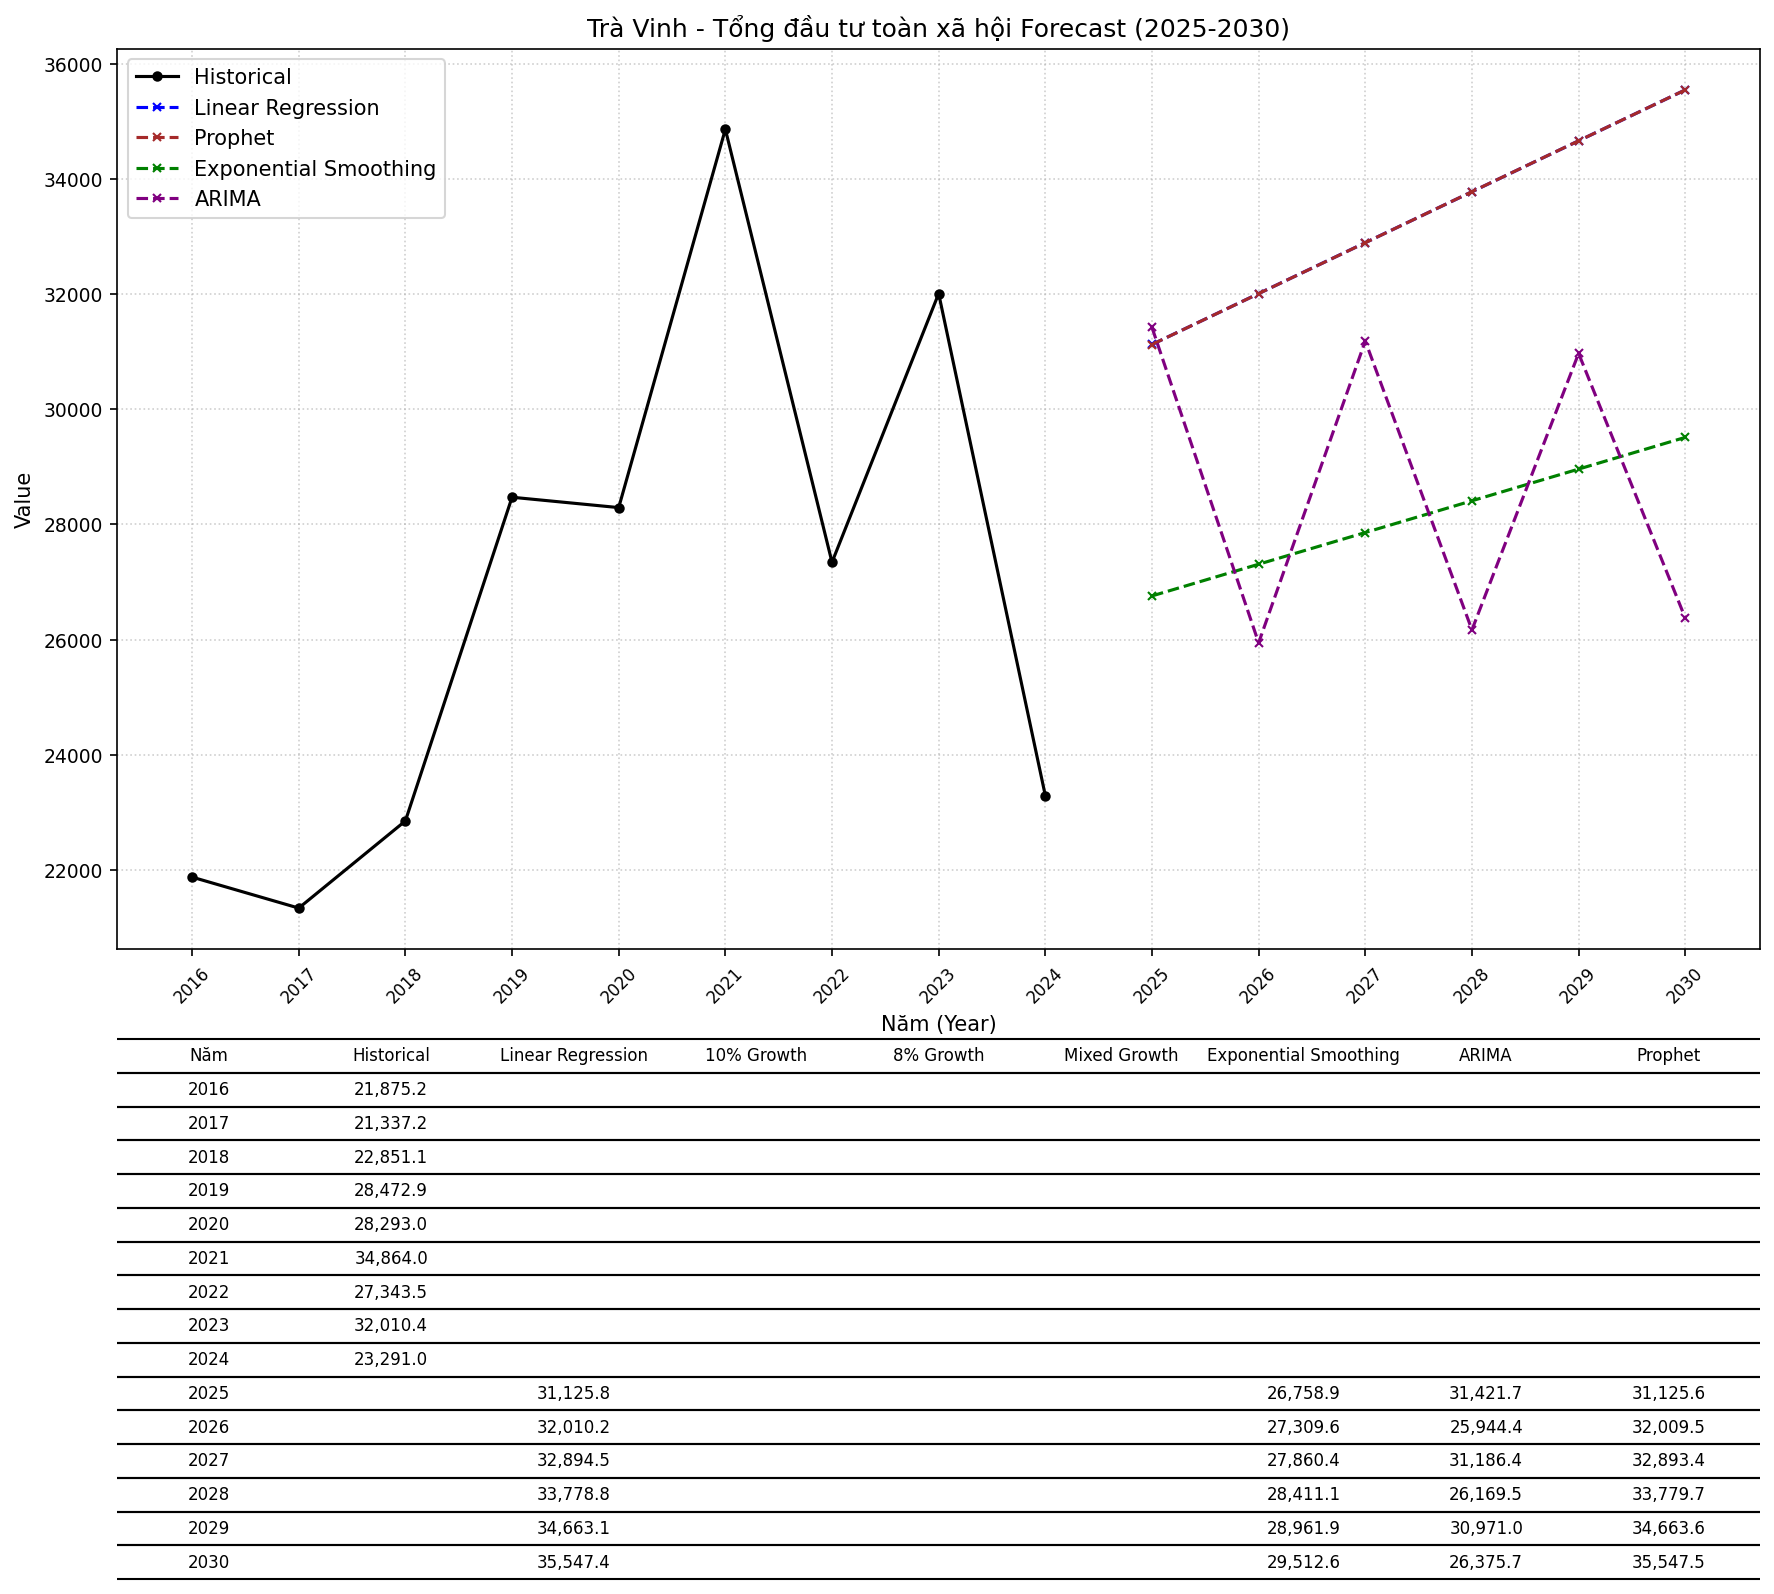 Trà Vinh - Tổng đầu tư toàn xã hội Forecast (2025-2030)
Historical
Linear Regression
Prophet
Exponential Smoothing
ARIMA
Value
36000
34000
32000
30000
28000
26000
24000
22000
2016 2017 2018 2019 2020 2021 2022 2023 2024 2025 2026 2027 2028 2029 2030
Năm (Year)
Năm Historical Linear Regression 10% Growth 8% Growth Mixed Growth Exponential Smoothing ARIMA Prophet
2016 21,875.2
2017 21,337.2
2018 22,851.1
2019 28,472.9
2020 28,293.0
2021 34,864.0
2022 27,343.5
2023 32,010.4
2024 23,291.0
2025 31,125.8 26,758.9 31,421.7 31,125.6
2026 32,010.2 27,309.6 25,944.4 32,009.5
2027 32,894.5 27,860.4 31,186.4 32,893.4
2028 33,778.8 28,411.1 26,169.5 33,779.7
2029 34,663.1 28,961.9 30,971.0 34,663.6
2030 35,547.4 29,512.6 26,375.7 35,547.5